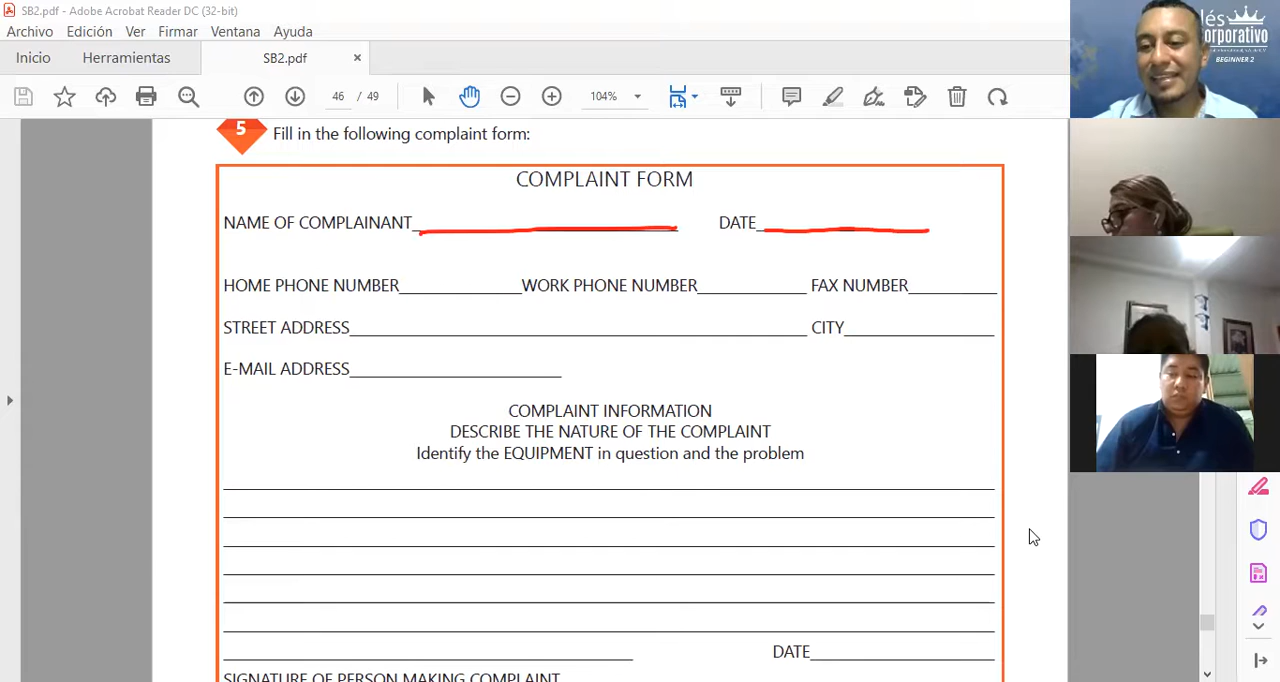 SB2.pdf - Adobe Acrobat Reader DC (32-bit)
Archivo Edición Ver Firmar Ventana Ayuda
Inicio Herramientas SB2.pdf ×
46 / 49 104%
5 Fill in the following complaint form:
COMPLAINT FORM
NAME OF COMPLAINANT DATE
HOME PHONE NUMBER WORK PHONE NUMBER FAX NUMBER
STREET ADDRESS CITY
E-MAIL ADDRESS
COMPLAINT INFORMATION
DESCRIBE THE NATURE OF THE COMPLAINT
Identify the EQUIPMENT in question and the problem
DATE
SIGNATURE OF PERSON MAKING COMPLAINT
lés
orporativo
BEGINNER 2